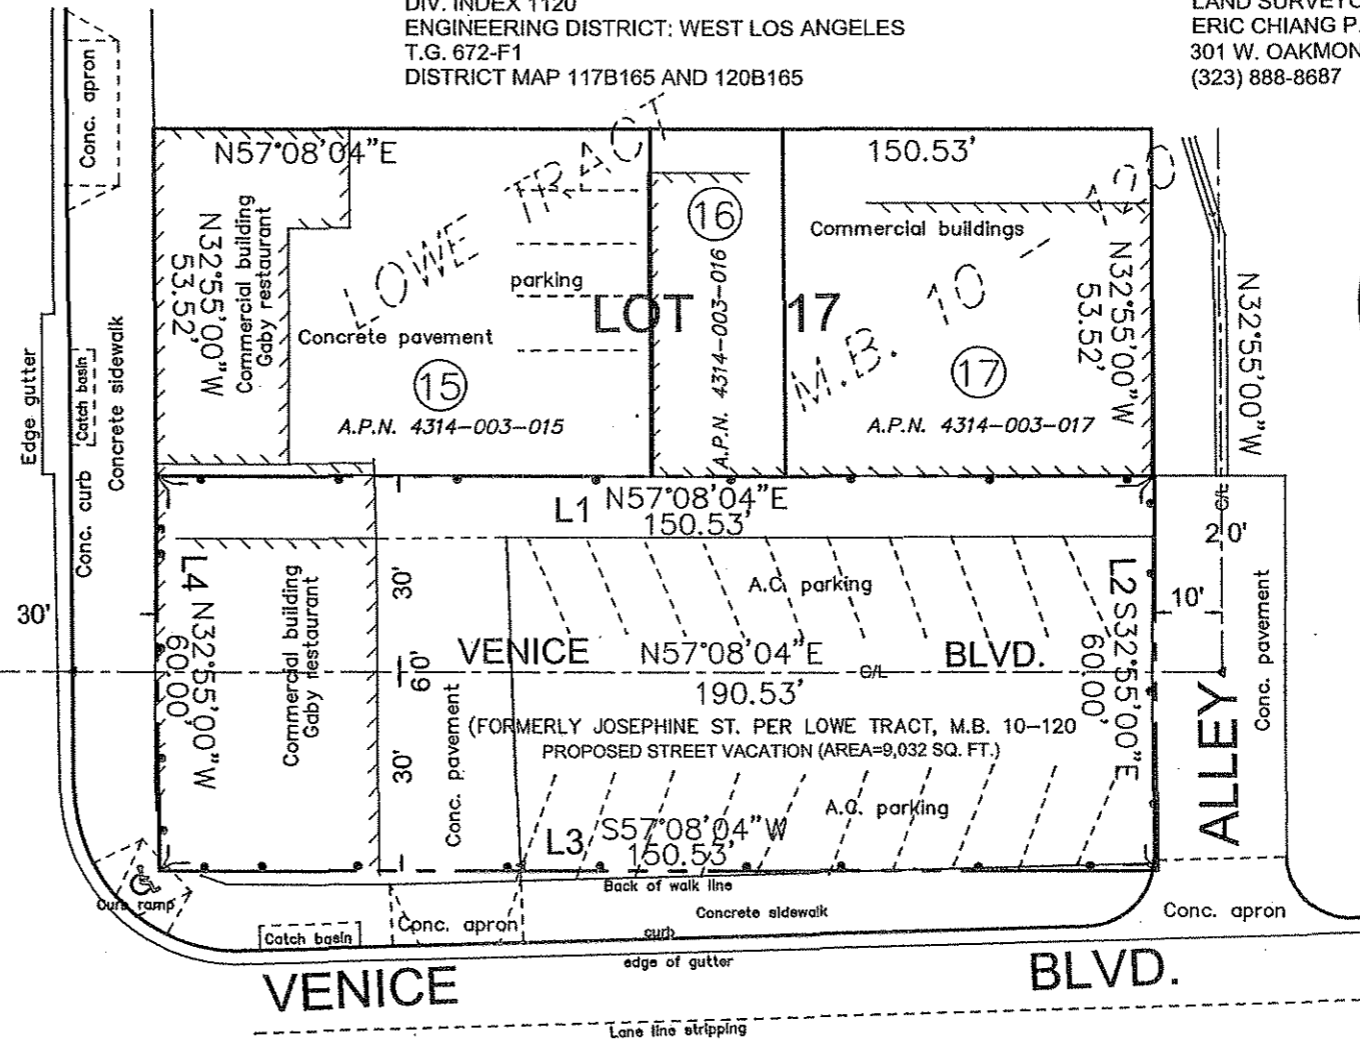 DIV. INDEX 1120
ENGINEERING DISTRICT: WEST LOS ANGELES
T.G. 672-F1
DISTRICT MAP 117B165 AND 120B165
ERIC CHIANG P.
301 W. OAKMON
(323) 888-8687
Conc. apron
N57°08'04"E
150.53'
LOWE TRACT
M.B. 10 - 120
Commercial building
Gaby restaurant
N32°55'00"W
53.52'
parking
Concrete pavement
15
A.P.N. 4314-003-015
16
A.P.N. 4314-003-016
LOT 17
Commercial buildings
17
A.P.N. 4314-003-017
N32°55'00"W
53.52'
N32°55'00"W
Edge gutter
Conc. curb
Catch basin
Concrete sidewalk
L1 N57°08'04"E
150.53'
C/L
20'
A.C. parking
30'
30'
L4 N32°55'00"W
60.00'
Commercial building
Gaby restaurant
60'
30'
Conc. pavement
VENICE BLVD.
N57°08'04"E
C/L
190.53'
(FORMERLY JOSEPHINE ST. PER LOWE TRACT, M.B. 10-120
PROPOSED STREET VACATION (AREA=9,032 SQ. FT.)
L2 S32°55'00"E
60.00'
10'
ALLEY
Conc. pavement
A.C. parking
L3 S57°08'04"W
150.53'
Back of walk line
Curb ramp
Catch basin
Conc. apron
Concrete sidewalk
curb
edge of gutter
Conc. apron
VENICE BLVD.
Lane line stripping